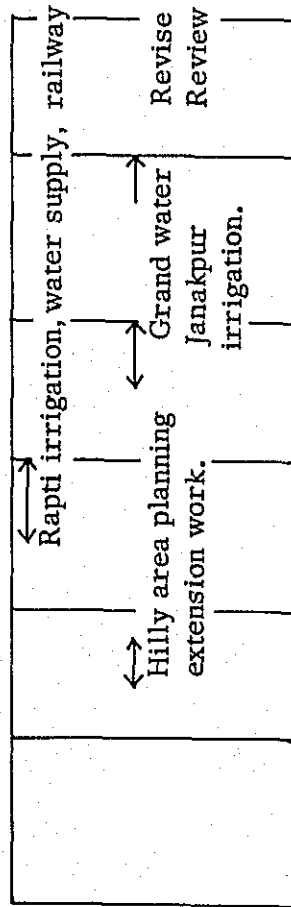 Rapti irrigation, water supply, railway
Hilly area planning
extension work.
Grand water
Janakpur
irrigation.
Revise
Review